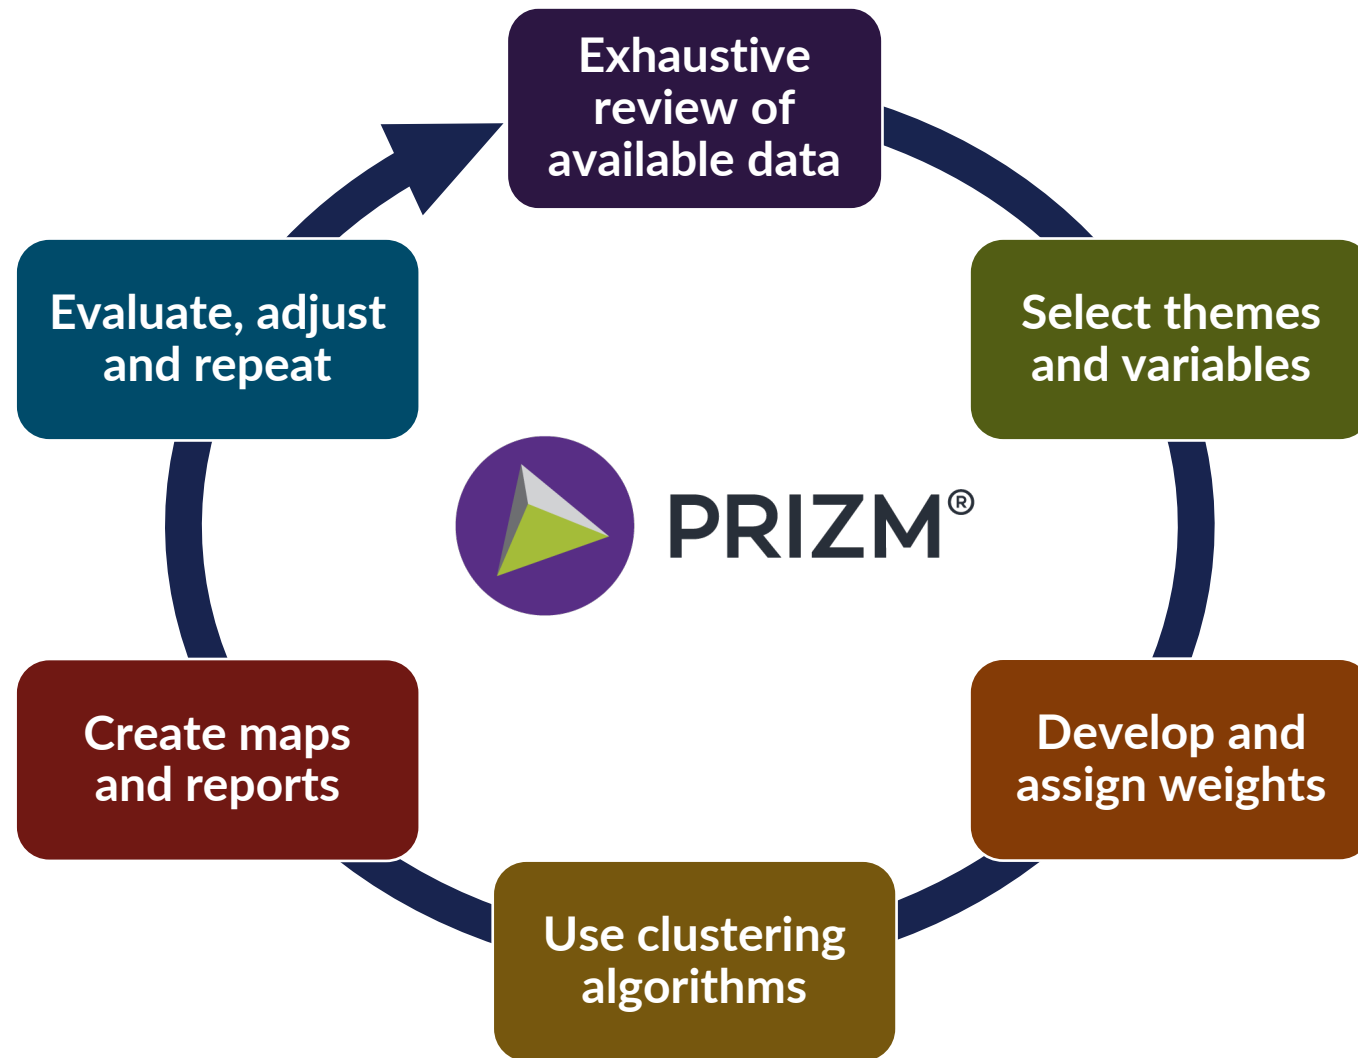 Exhaustive
review of
available data
Select themes
and variables
Develop and
assign weights
Use clustering
algorithms
Create maps
and reports
Evaluate, adjust
and repeat
PRIZM®